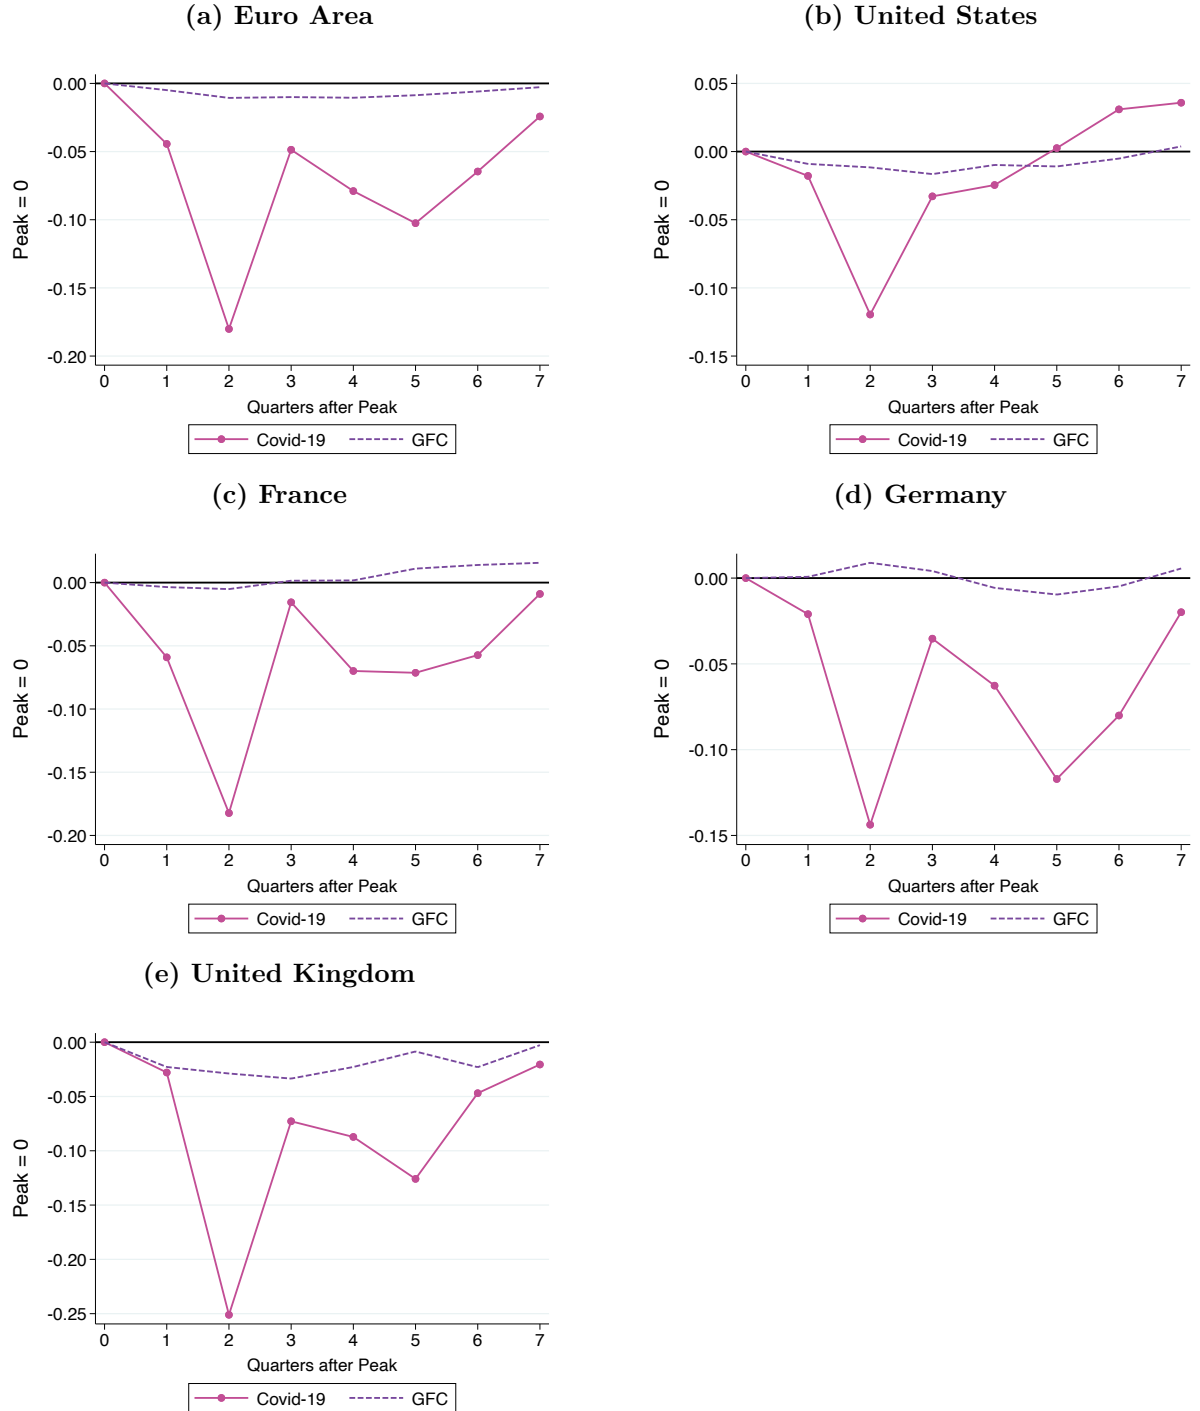 (a) Euro Area
0.00
-0.05
-0.10
-0.15
-0.20
Peak = 0
0 1 2 3 4 5 6 7
Quarters after Peak
Covid-19 GFC
(b) United States
0.05
0.00
-0.05
-0.10
-0.15
Peak = 0
0 1 2 3 4 5 6 7
Quarters after Peak
Covid-19 GFC
(c) France
0.00
-0.05
-0.10
-0.15
-0.20
Peak = 0
0 1 2 3 4 5 6 7
Quarters after Peak
Covid-19 GFC
(d) Germany
0.00
-0.05
-0.10
-0.15
Peak = 0
0 1 2 3 4 5 6 7
Quarters after Peak
Covid-19 GFC
(e) United Kingdom
0.00
-0.05
-0.10
-0.15
-0.20
-0.25
Peak = 0
0 1 2 3 4 5 6 7
Quarters after Peak
Covid-19 GFC